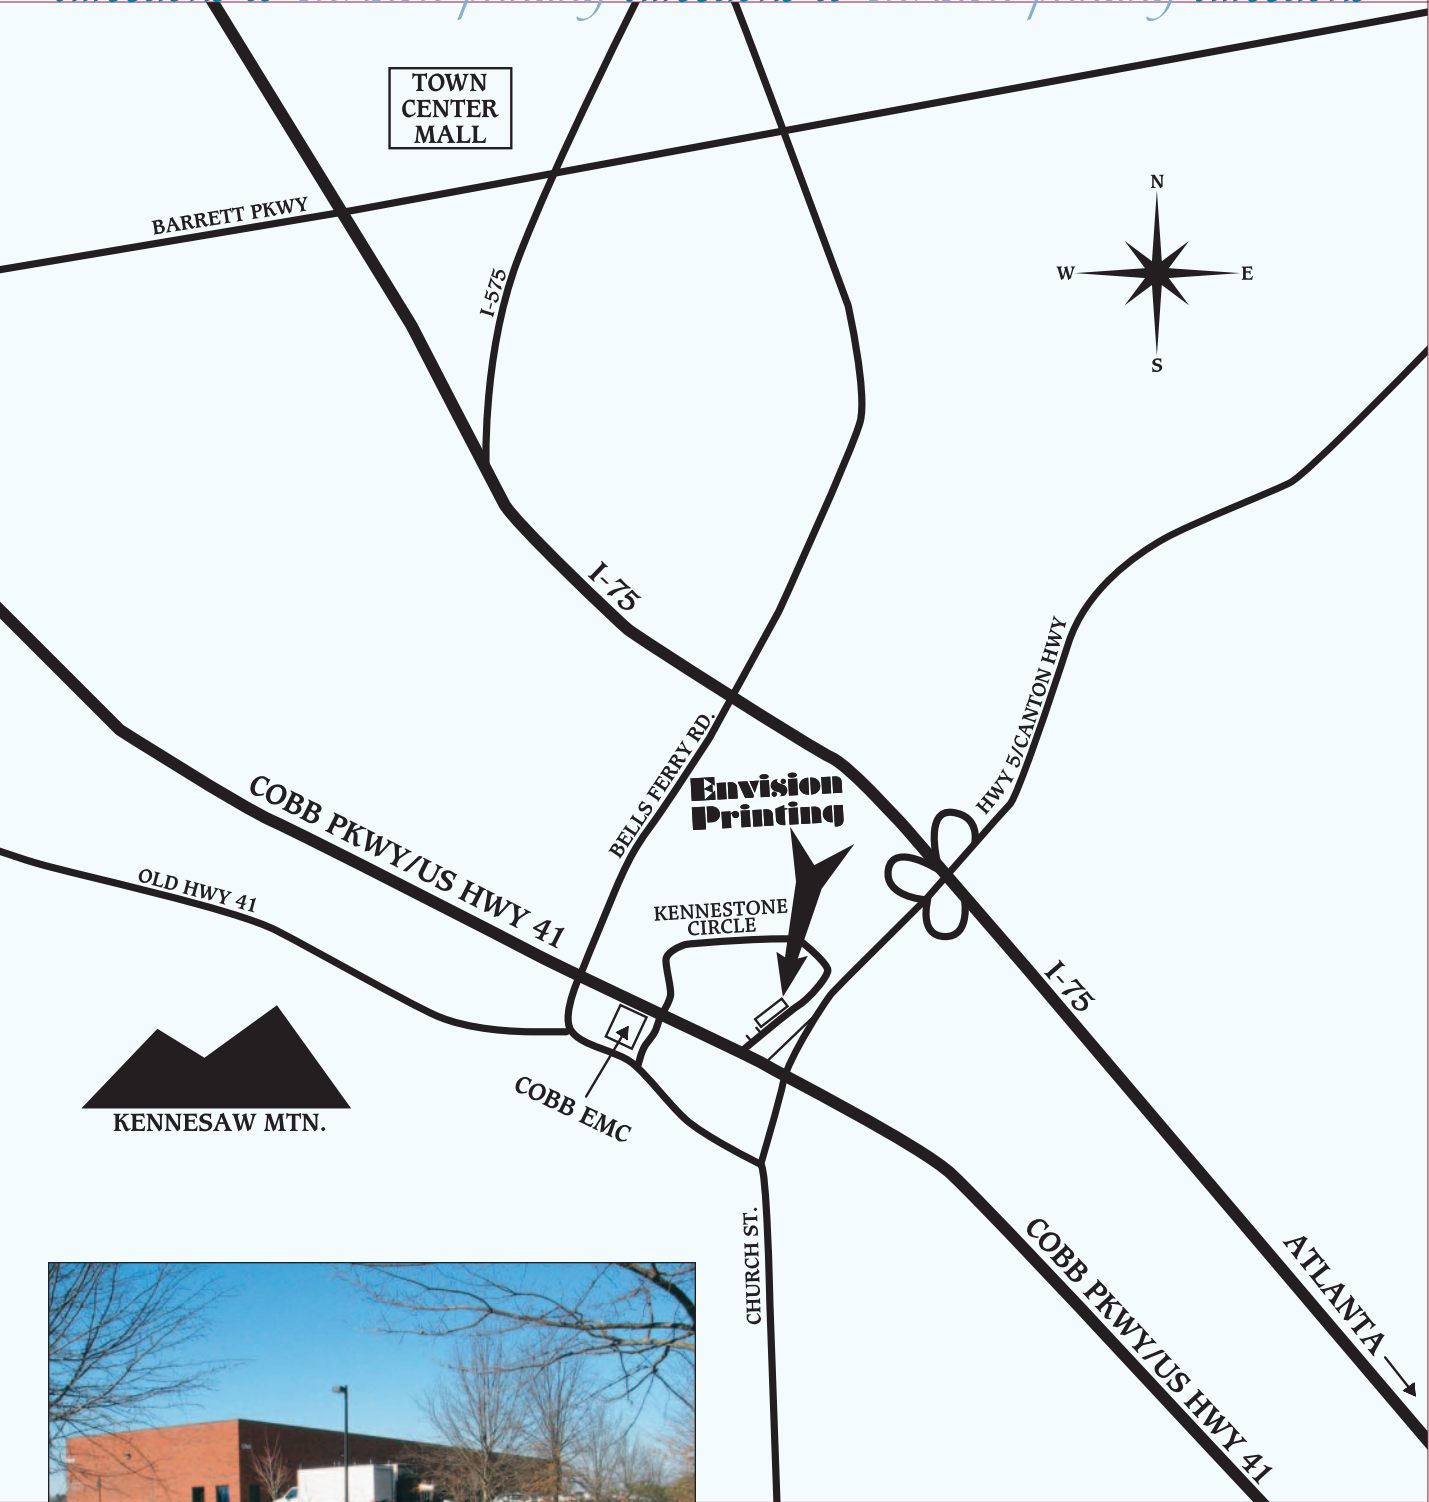 TOWN
CENTER
MALL
BARRETT PKWY
I-575
N
W
E
S
I-75
HWY 5/CANTON HWY
BELLS FERRY RD.
Envision
Printing
COBB PKWY/US HWY 41
OLD HWY 41
KENNESTONE
CIRCLE
I-75
COBB EMC
KENNESAW MTN.
CHURCH ST.
COBB PKWY/US HWY 41
ATLANTA